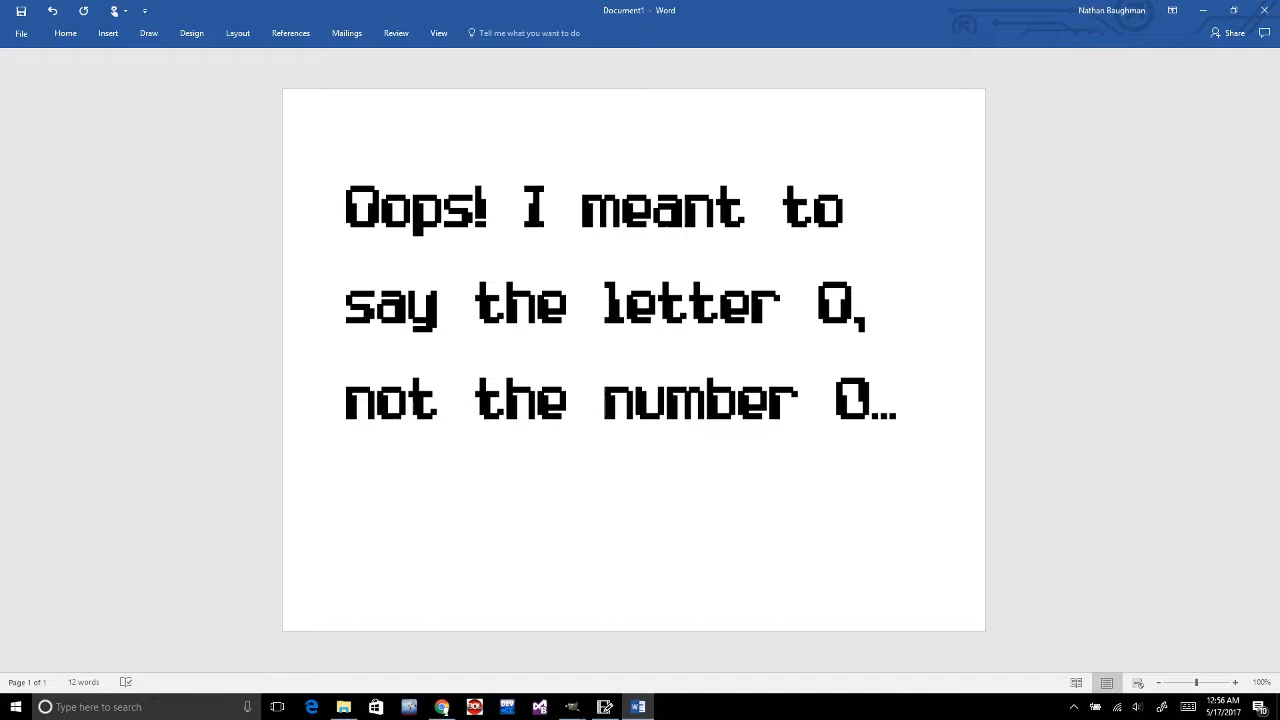 Document1 - Word
Nathan Baughman
File Home Insert Draw Design Layout References Mailings Review View Tell me what you want to do Share
Oops! I meant to
say the letter O,
not the number 0...
Page 1 of 1 12 words 100%
Type here to search
12:56 AM
5/17/2017